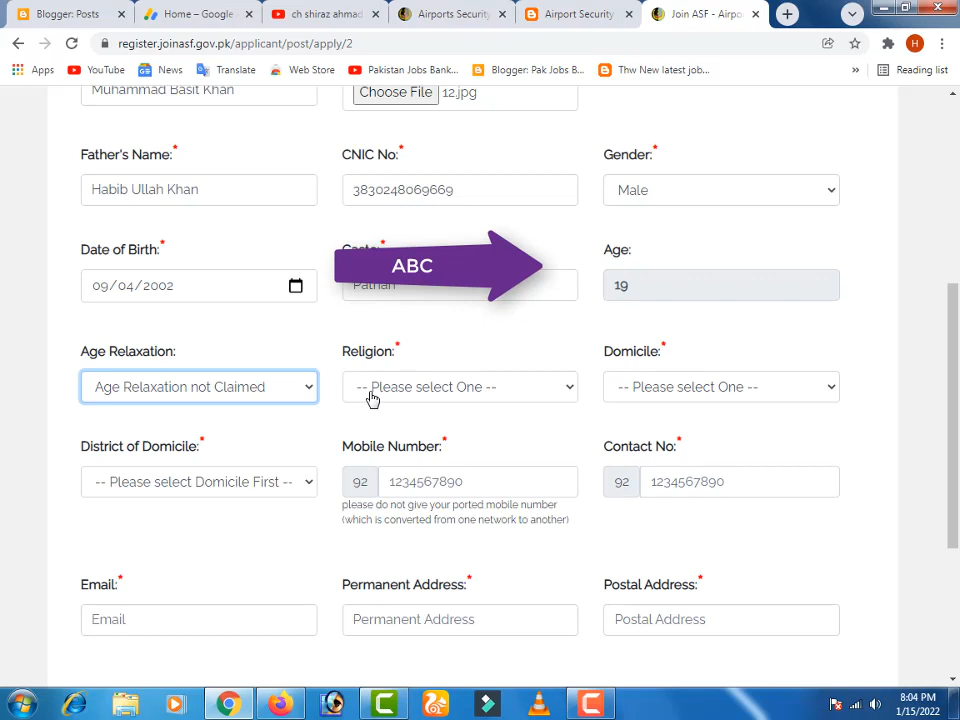 Blogger: Posts
Home – Google
ch shiraz ahmad
Airports Security
Airport Security
Join ASF - Airpo
register.joinasf.gov.pk/applicant/post/apply/2
H
Apps
YouTube
News
Translate
Web Store
Pakistan Jobs Bank...
Blogger: Pak Jobs B...
Thw New latest job...
»
Reading list
Muhammad Basit Khan
Choose File 12.jpg
Father's Name:*
CNIC No:*
Gender:*
Habib Ullah Khan
3830248069669
Male
Date of Birth:*
Caste:*
Age:
ABC
09/04/2002
Pathan
19
Age Relaxation:
Religion:*
Domicile:*
Age Relaxation not Claimed
-- Please select One --
-- Please select One --
District of Domicile:*
Mobile Number:*
Contact No:*
-- Please select Domicile First --
92 1234567890
92 1234567890
please do not give your ported mobile number
(which is converted from one network to another)
Email:*
Permanent Address:*
Postal Address:*
Email
Permanent Address
Postal Address
8:04 PM
1/15/2022